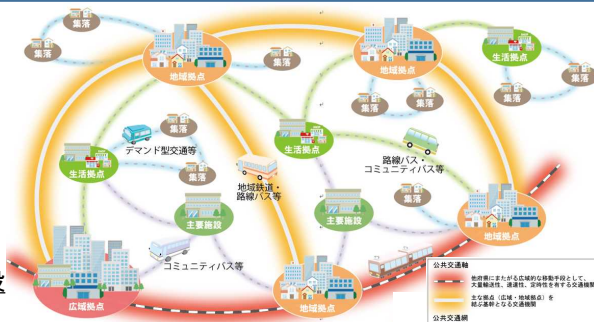 集落
集落
集落
地域拠点
集落
地域拠点
生活拠点
集落
集落
集落
集落
集落
デマンド型交通等
集落
生活拠点
集落
生活拠点
路線バス・
コミュニティバス等
地域鉄道・
路線バス等
主要施設
主要施設
集落
地域拠点
コミュニティバス等
広域拠点
地域拠点
公共交通軸
他府県にまたがる広域的な移動手段として、
大量輸送性、速達性、定時性を有する交通機関
主な拠点（広域・地域拠点）を
結ぶ基幹となる交通機関
公共交通網